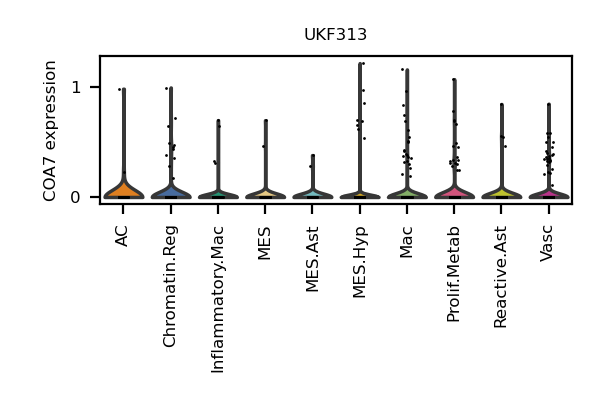 UKF313
COA7 expression
1
0
AC
Chromatin.Reg
Inflammatory.Mac
MES
MES.Ast
MES.Hyp
Mac
Prolif.Metab
Reactive.Ast
Vasc